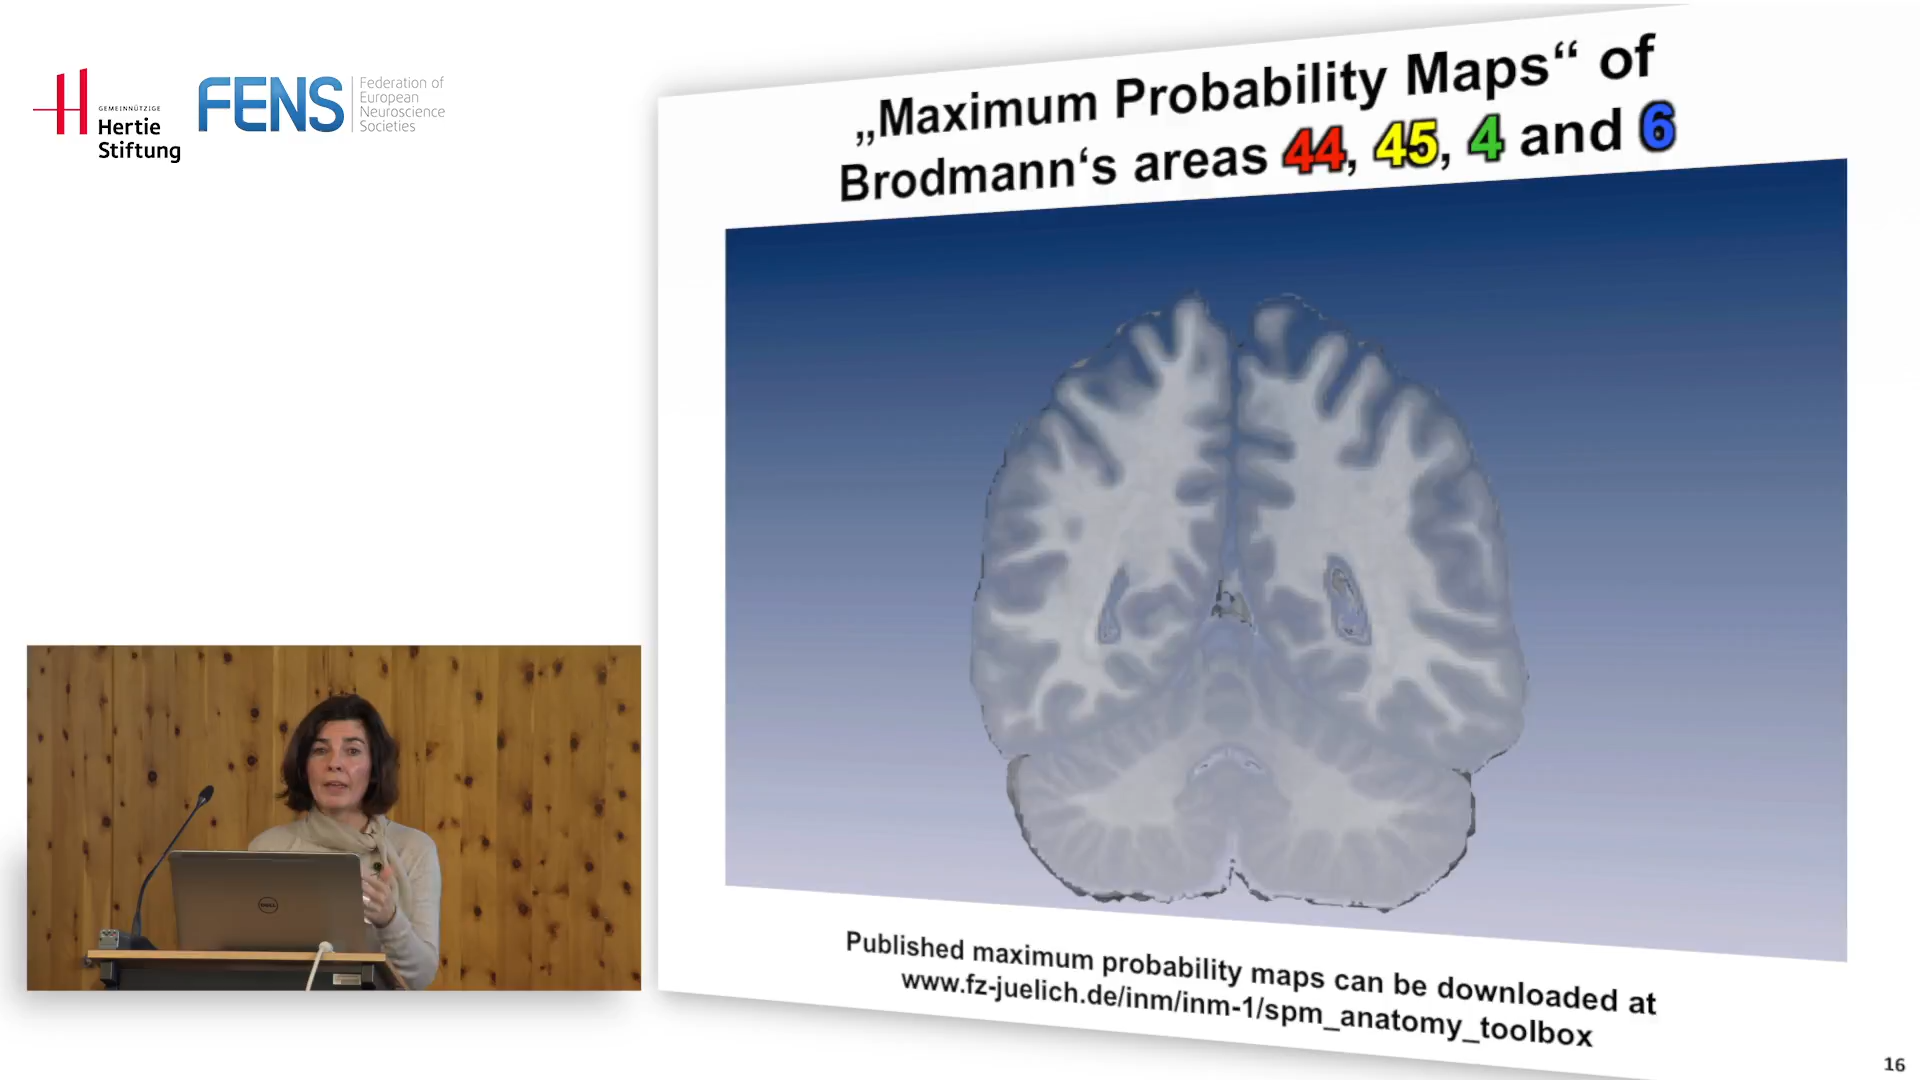 GEMEINNÜTZIGE
Hertie
Stiftung
FENS
Federation of
European
Neuroscience
Societies
„Maximum Probability Maps“ of
Brodmann‘s areas 44, 45, 4 and 6
DELL
Published maximum probability maps can be downloaded at
www.fz-juelich.de/inm/inm-1/spm_anatomy_toolbox
16